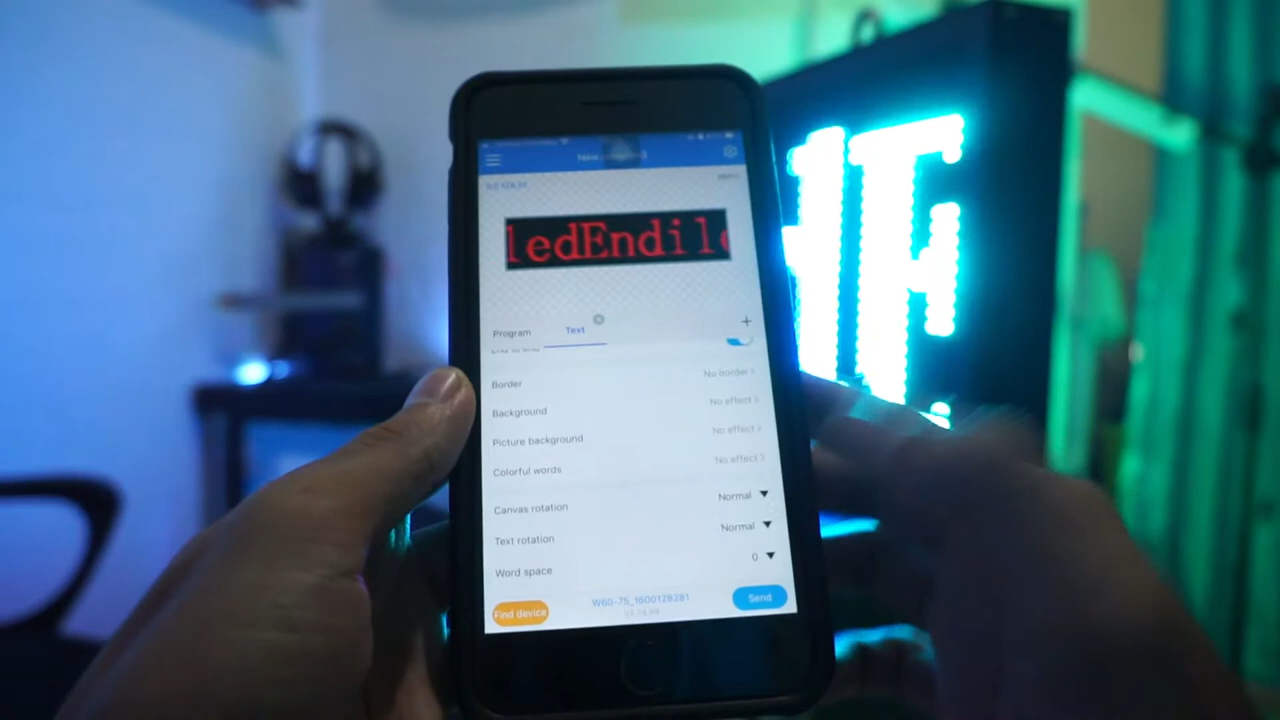 ledEndil
Program
Text
+
Border
No border >
Background
No effect >
Picture background
No effect >
Colorful words
No effect >
Canvas rotation
Normal ▼
Text rotation
Normal ▼
Word space
0 ▼
Find device
W60-75_1600128281
Send